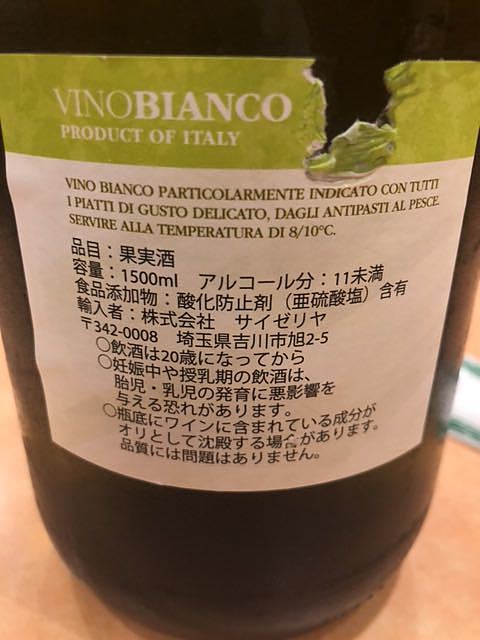 VINOBIANCO
PRODUCT OF ITALY
VINO BIANCO PARTICOLARMENTE INDICATO CON TUTTI
I PIATTI DI GUSTO DELICATO, DAGLI ANTIPASTI AL PESCE.
SERVIRE ALLA TEMPERATURA DI 8/10°C.
品目：果実酒
容量：1500ml　アルコール分：11未満
食品添加物：酸化防止剤（亜硫酸塩）含有
輸入者：株式会社　サイゼリヤ
〒342-0008　埼玉県吉川市旭2-5
○飲酒は20歳になってから
○妊娠中や授乳期の飲酒は、
胎児・乳児の発育に悪影響を
与える恐れがあります。
○瓶底にワインに含まれている成分が
オリとして沈殿する場合があります。
品質には問題はありません。